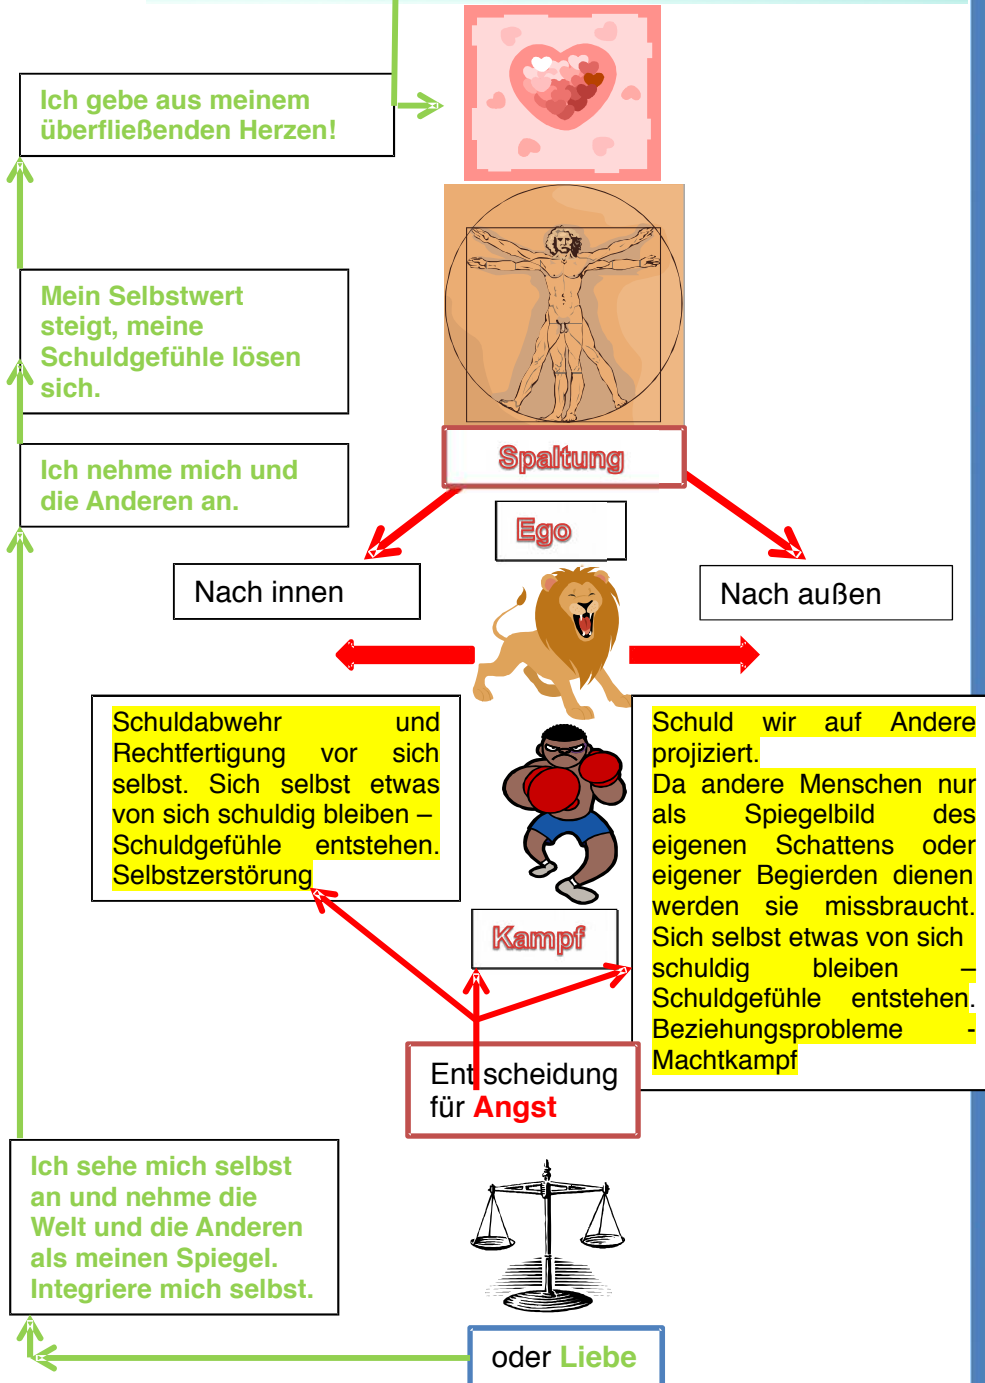 Ich gebe aus meinem
überfließenden Herzen!
Mein Selbstwert
steigt, meine
Schuldgefühle lösen
sich.
Ich nehme mich und
die Anderen an.
Spaltung
Ego
Nach innen
Nach außen
Schuldabwehr und
Rechtfertigung vor sich
selbst. Sich selbst etwas
von sich schuldig bleiben –
Schuldgefühle entstehen.
Selbstzerstörung
Schuld wir auf Andere
projiziert.
Da andere Menschen nur
als Spiegelbild des
eigenen Schattens oder
eigener Begierden dienen
werden sie missbraucht.
Sich selbst etwas von sich
schuldig bleiben –
Schuldgefühle entstehen.
Beziehungsprobleme -
Machtkampf
Kampf
Entscheidung
für Angst
Ich sehe mich selbst
an und nehme die
Welt und die Anderen
als meinen Spiegel.
Integriere mich selbst.
oder Liebe